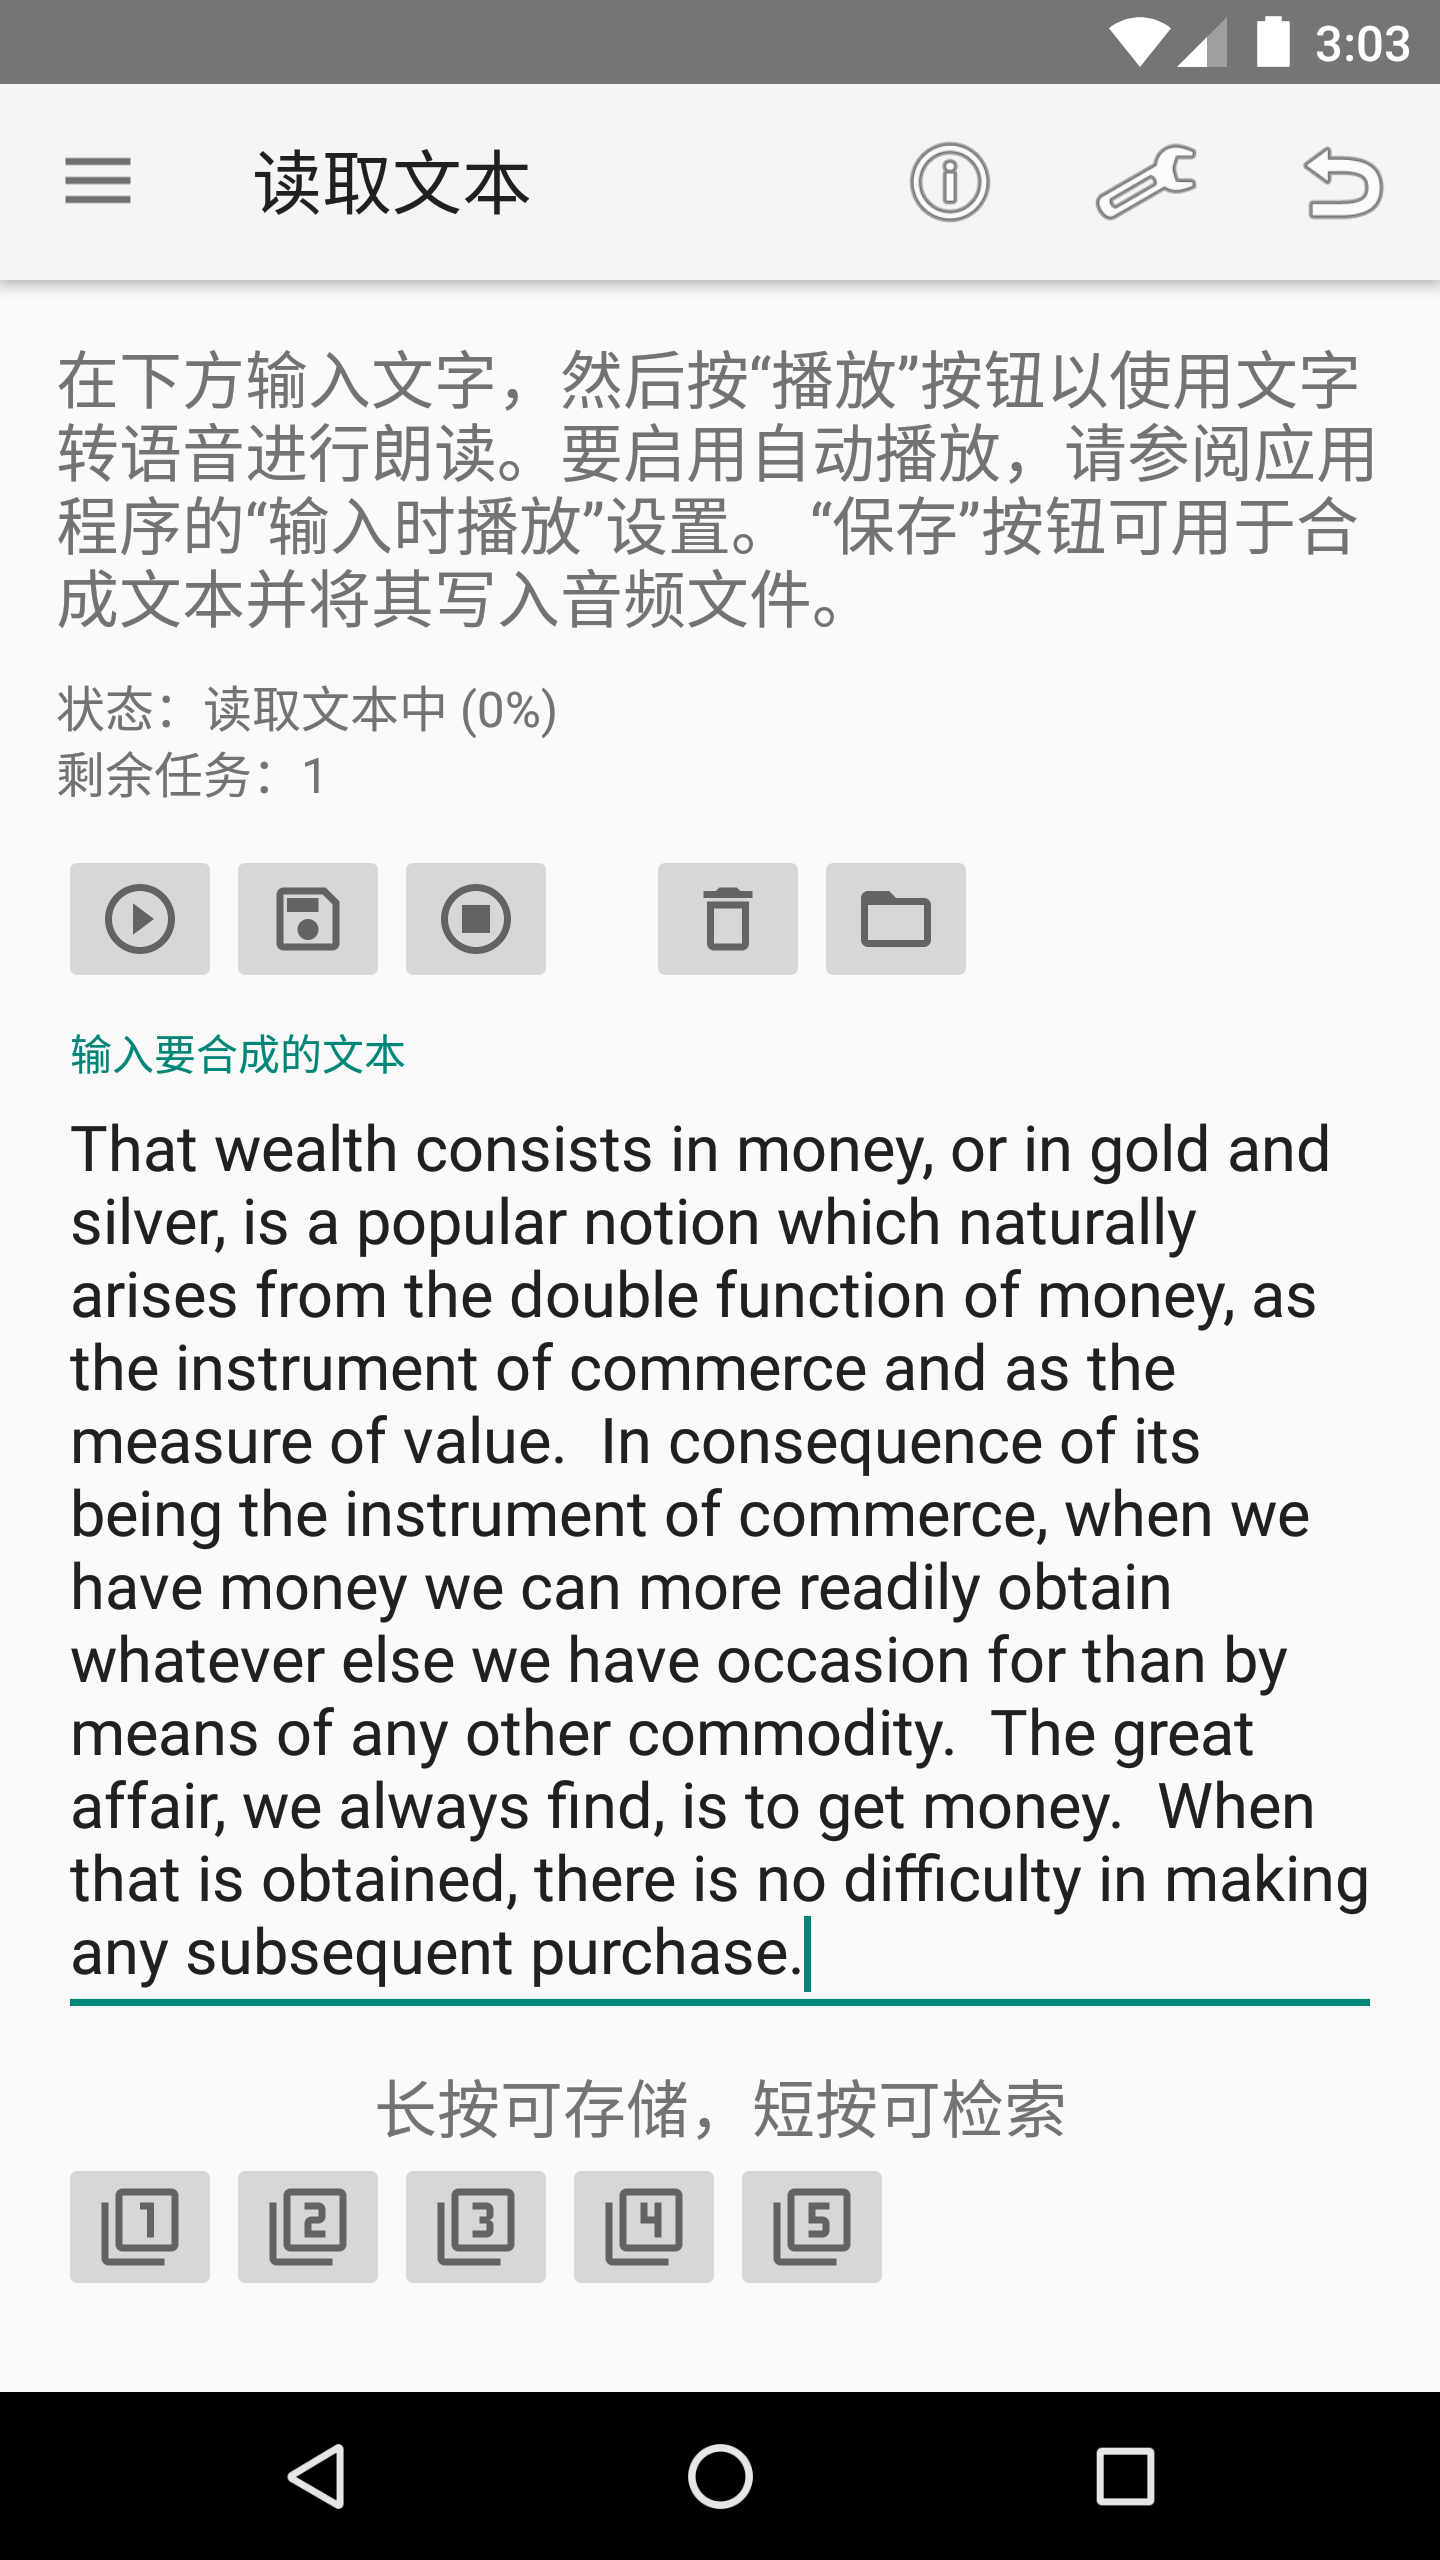 3:03
读取文本
在下方输入文字，然后按“播放”按钮以使用文字
转语音进行朗读。要启用自动播放，请参阅应用
程序的“输入时播放”设置。 “保存”按钮可用于合
成文本并将其写入音频文件。
状态：读取文本中 (0%)
剩余任务：1
输入要合成的文本
That wealth consists in money, or in gold and
silver, is a popular notion which naturally
arises from the double function of money, as
the instrument of commerce and as the
measure of value.  In consequence of its
being the instrument of commerce, when we
have money we can more readily obtain
whatever else we have occasion for than by
means of any other commodity.  The great
affair, we always find, is to get money.  When
that is obtained, there is no difficulty in making
any subsequent purchase.
长按可存储，短按可检索
1 2 3 4 5